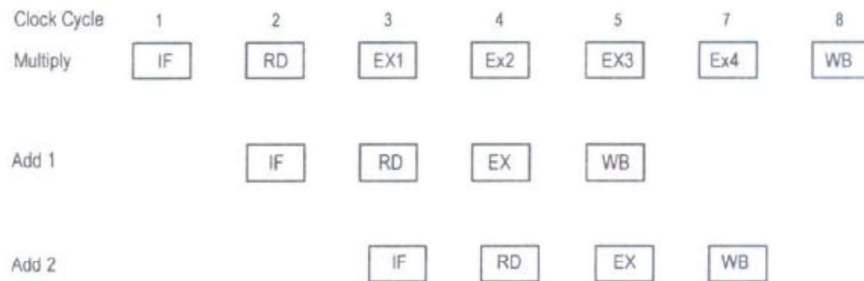 Clock Cycle 1 2 3 4 5 7 8
Multiply IF RD EX1 Ex2 EX3 Ex4 WB
Add 1 IF RD EX WB
Add 2 IF RD EX WB